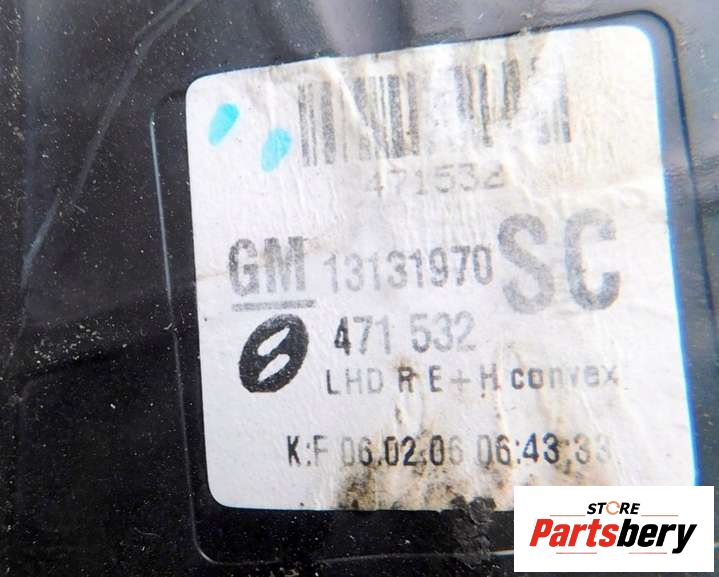 471532
GM 13131970 SC
471 532
LHD R E+H convex
K:F 06.02.06 06:43:33
STORE
Partsbery